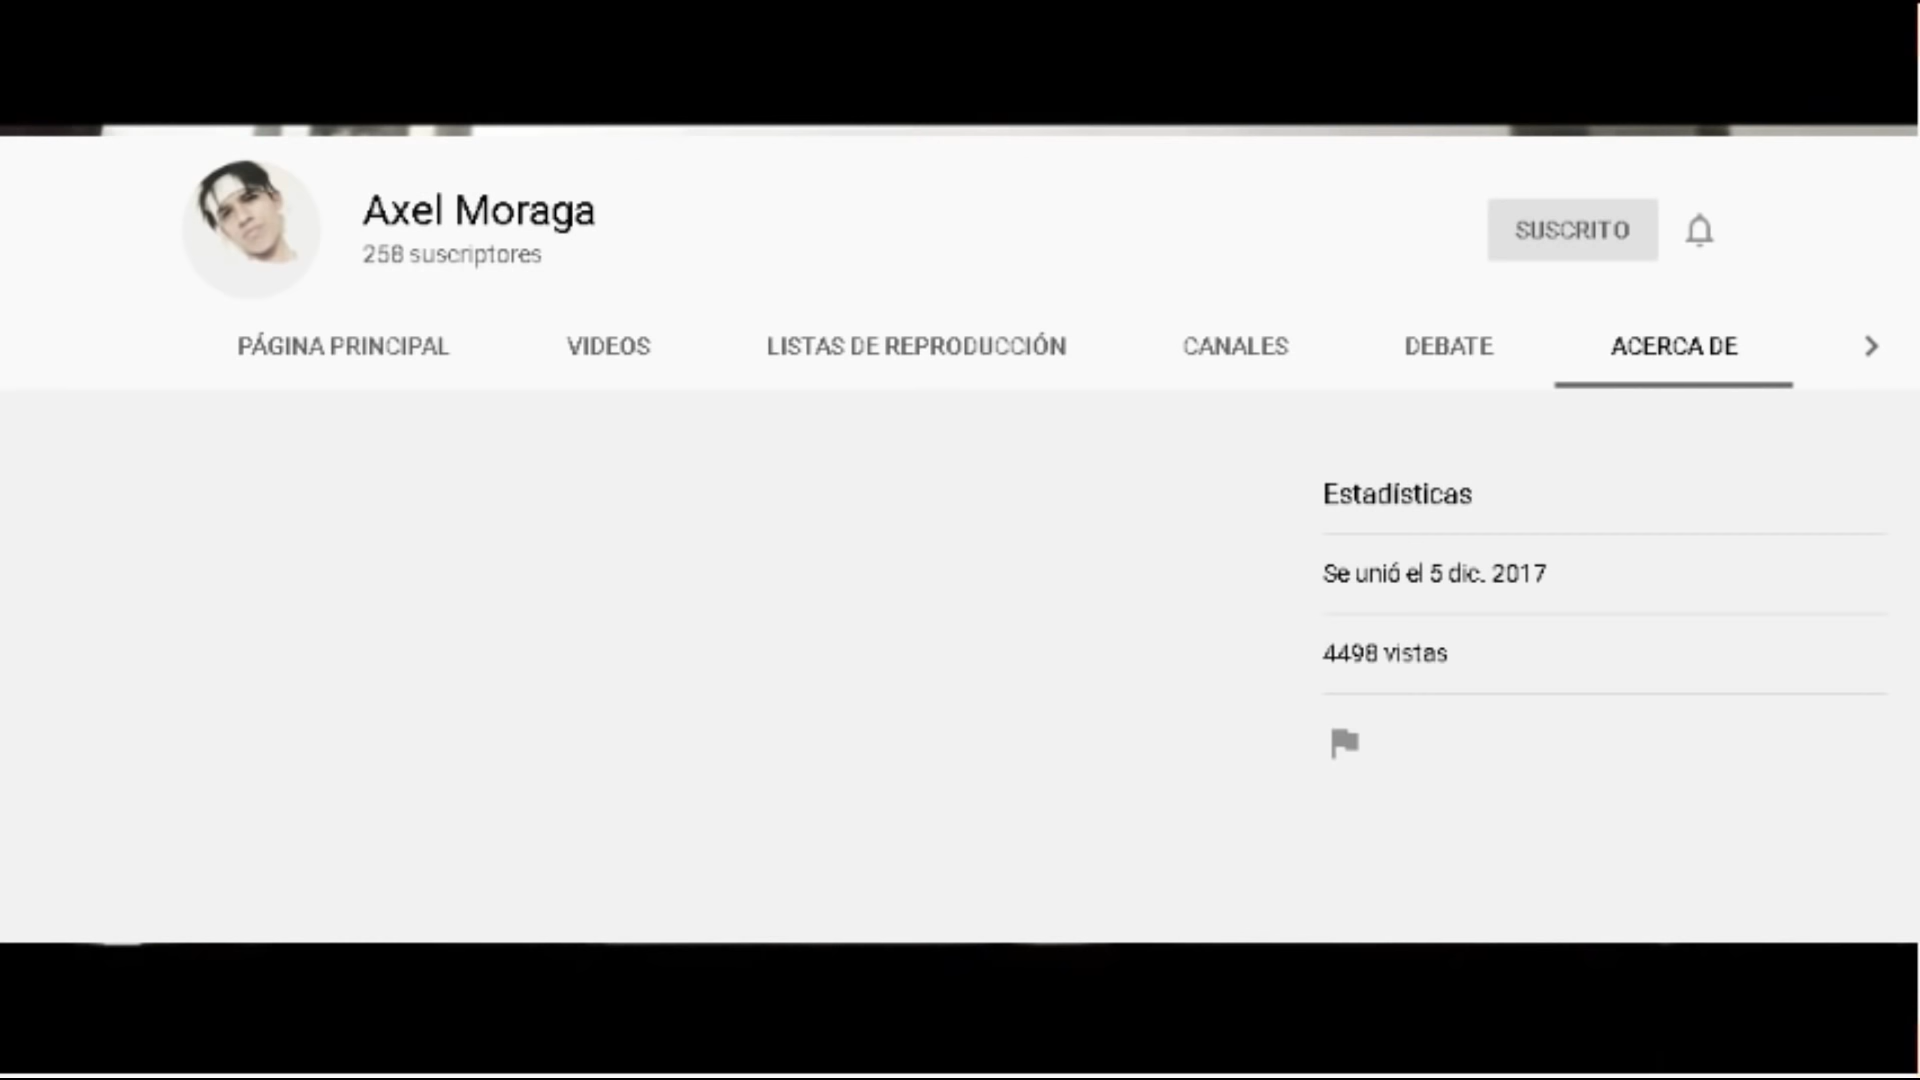 Axel Moraga
258 suscriptores
SUSCRITO
PÁGINA PRINCIPAL
VIDEOS
LISTAS DE REPRODUCCIÓN
CANALES
DEBATE
ACERCA DE
Estadísticas
Se unió el 5 dic. 2017
4498 vistas